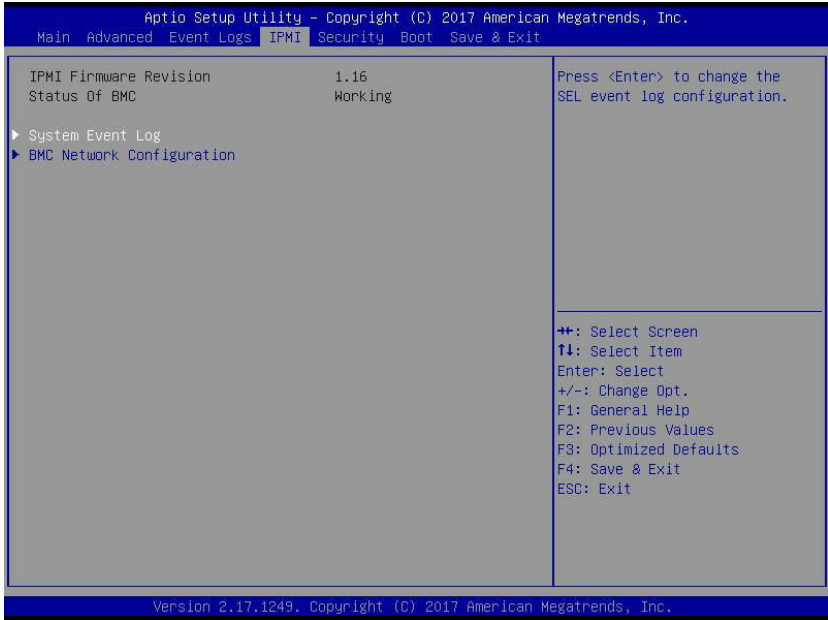 Aptio Setup Utility – Copyright (C) 2017 American Megatrends, Inc.
Main Advanced Event Logs IPMI Security Boot Save & Exit
IPMI Firmware Revision 1.16
Status Of BMC Working
▶ System Event Log
▶ BMC Network Configuration
Press <Enter> to change the
SEL event log configuration.
→←: Select Screen
↑↓: Select Item
Enter: Select
+/-: Change Opt.
F1: General Help
F2: Previous Values
F3: Optimized Defaults
F4: Save & Exit
ESC: Exit
Version 2.17.1249. Copyright (C) 2017 American Megatrends, Inc.